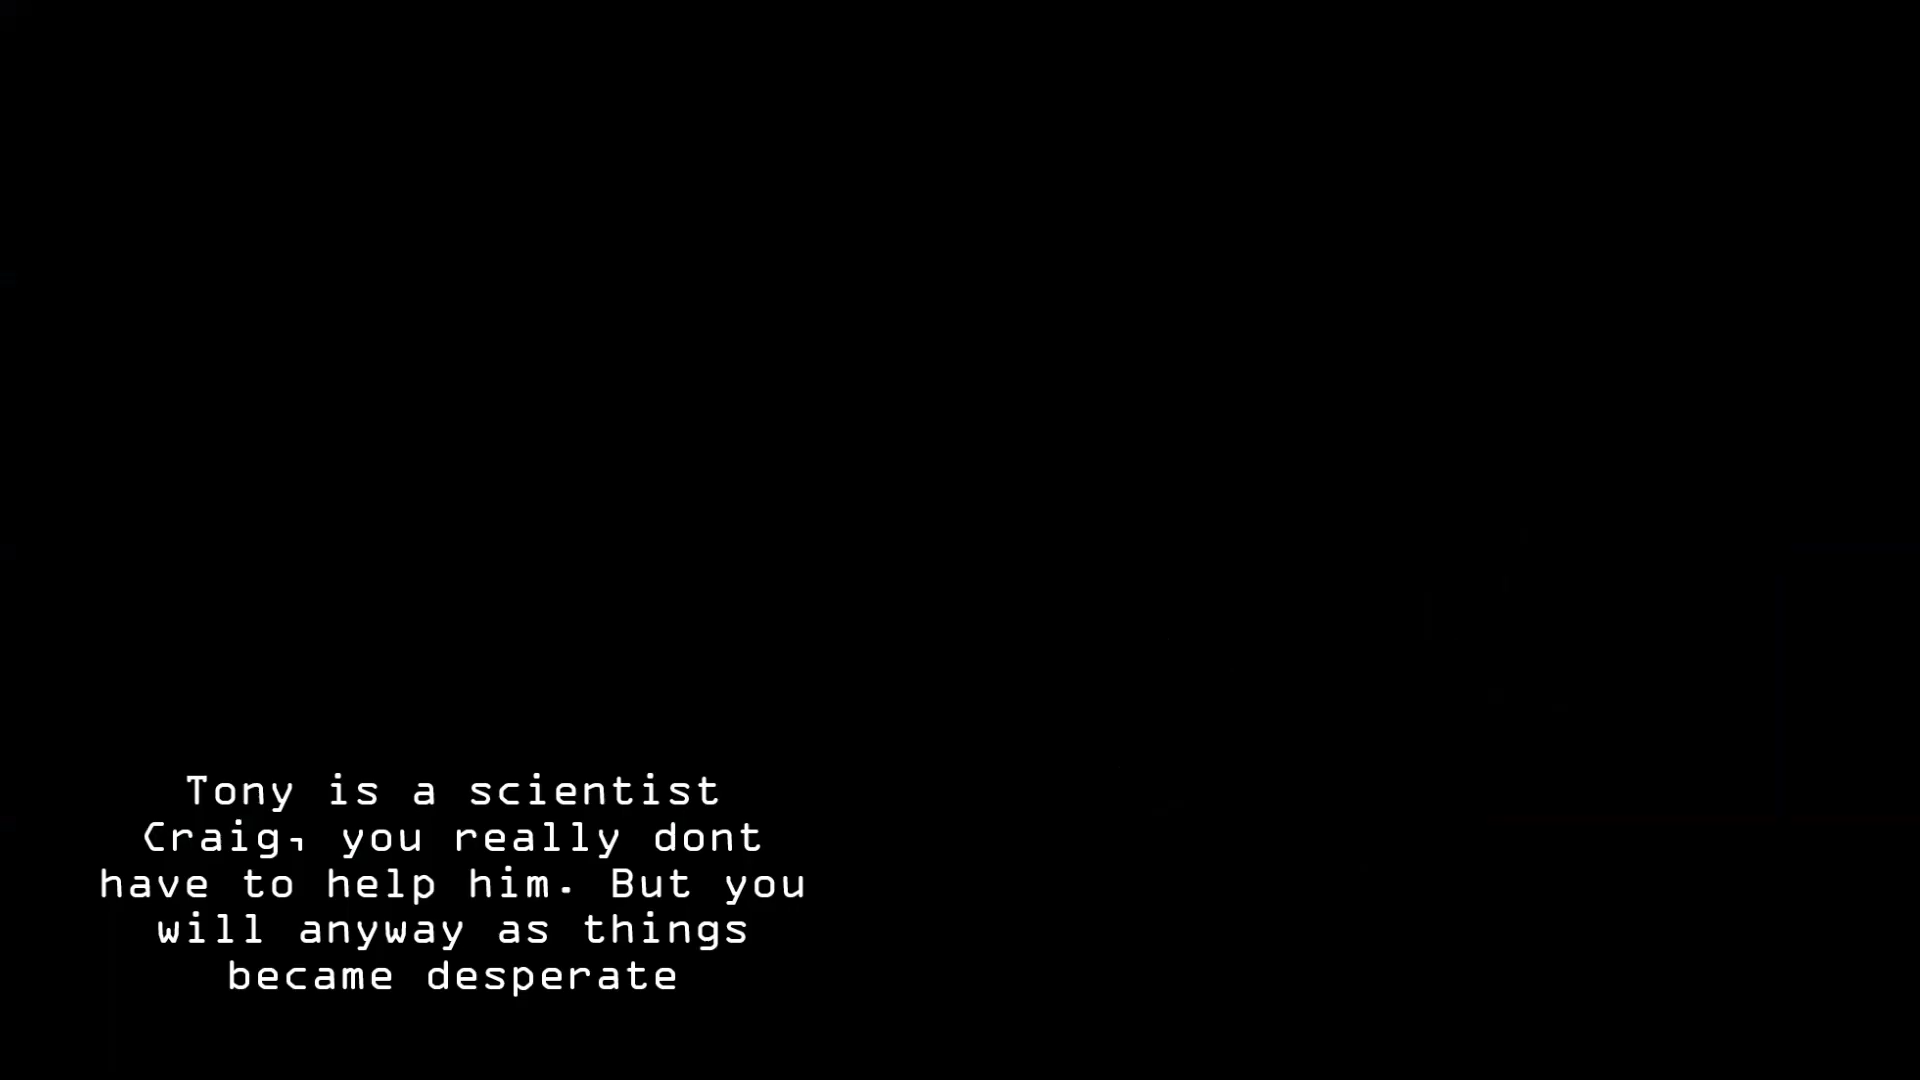 Tony is a scientist
Craig, you really dont
have to help him. But you
will anyway as things
became desperate